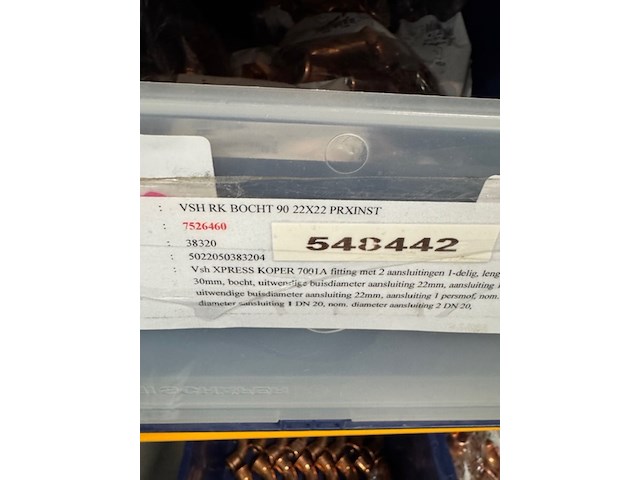 : VSH RK BOCHT 90 22X22 PRXINST
: 7526460
: 38320
548442
: 5022050383204
: Vsh XPRESS KOPER 7001A fitting met 2 aansluitingen 1-delig, leng
30mm, bocht, uitwendige buisdiameter aansluiting 22mm, aansluiting 1
uitwendige buisdiameter aansluiting 22mm, aansluiting 1 persmof, nom.
diameter aansluiting 1 DN 20, nom. diameter aansluiting 2 DN 20,